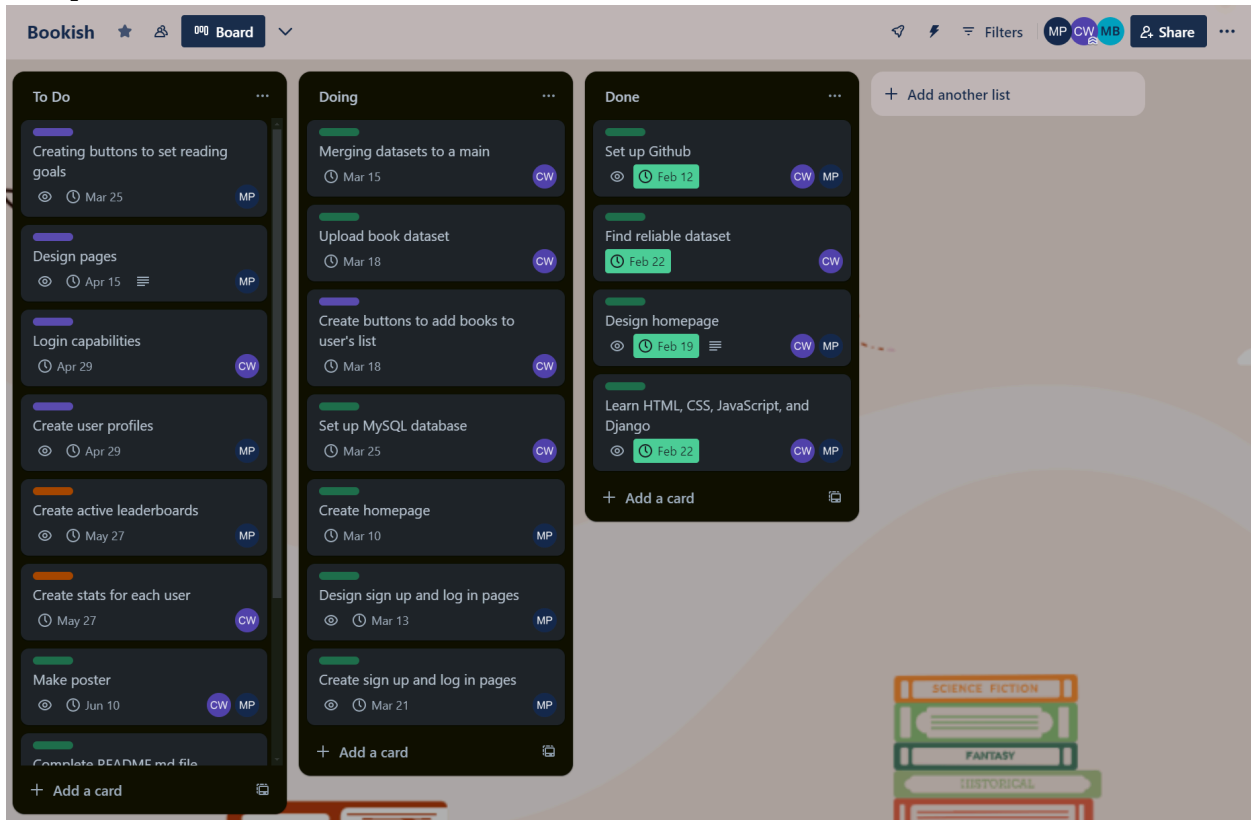 Bookish
Board
Filters
MP CW MB
Share
To Do
Creating buttons to set reading
goals
Mar 25
MP
Design pages
Apr 15
MP
Login capabilities
Apr 29
CW
Create user profiles
Apr 29
MP
Create active leaderboards
May 27
MP
Create stats for each user
May 27
CW
Make poster
Jun 10
CW MP
Complete README.md file
+ Add a card
Doing
Merging datasets to a main
Mar 15
CW
Upload book dataset
Mar 18
CW
Create buttons to add books to
user's list
Mar 18
CW
Set up MySQL database
Mar 25
CW
Create homepage
Mar 10
MP
Design sign up and log in pages
Mar 13
MP
Create sign up and log in pages
Mar 21
MP
+ Add a card
Done
Set up Github
Feb 12
CW MP
Find reliable dataset
Feb 22
CW
Design homepage
Feb 19
CW MP
Learn HTML, CSS, JavaScript, and
Django
Feb 22
CW MP
+ Add a card
+ Add another list
SCIENCE FICTION
FANTASY
HISTORICAL